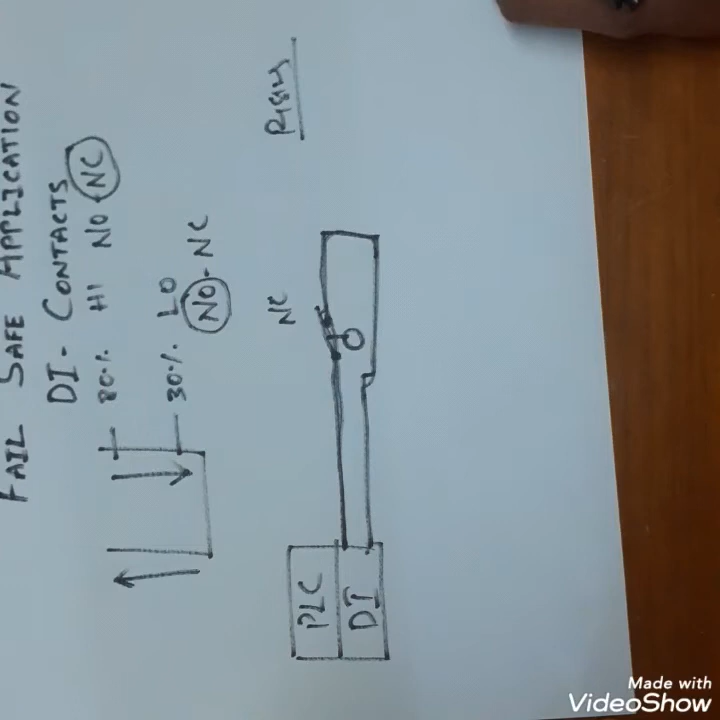 FAIL SAFE APPLICATION
DI - CONTACTS
80% HI NO NC
30% LO
NO - NC
NC
PLC
DI
Made with
VideoShow